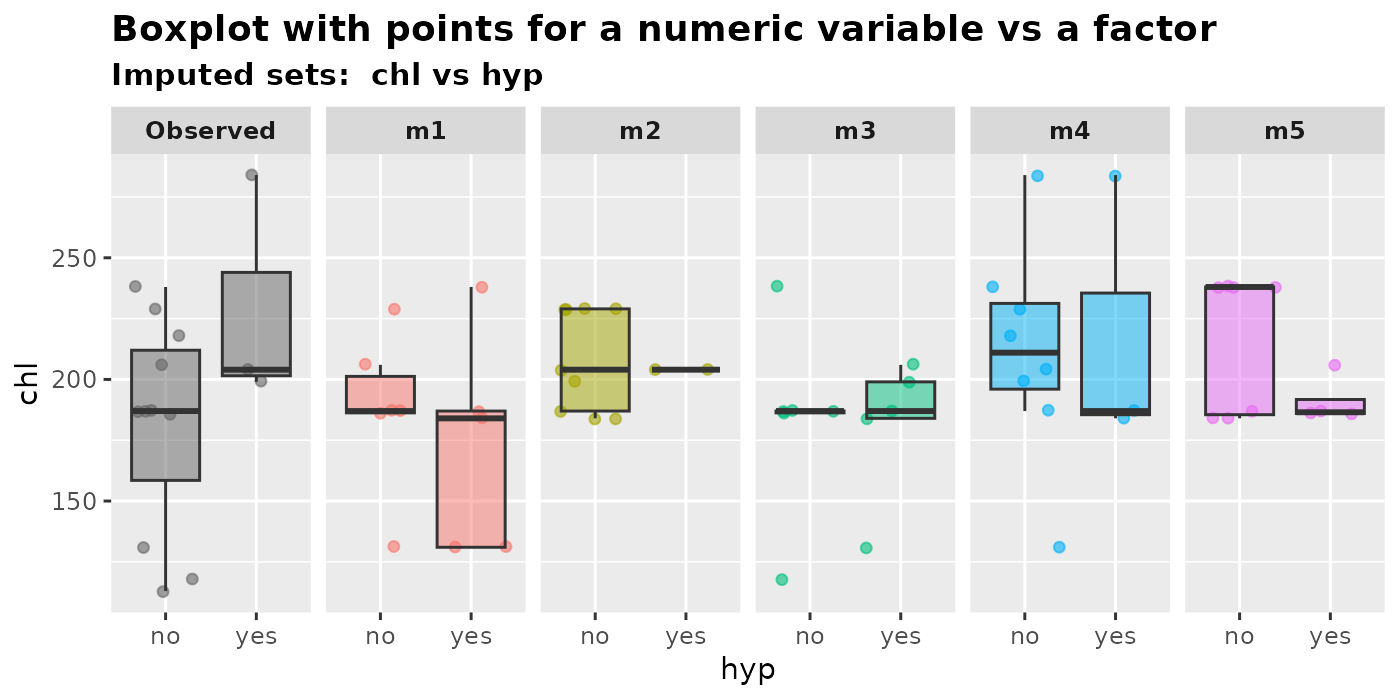 Boxplot with points for a numeric variable vs a factor
Imputed sets:  chl vs hyp
Observed m1 m2 m3 m4 m5
chl
250
200
150
no yes no yes no yes no yes no yes no yes
hyp